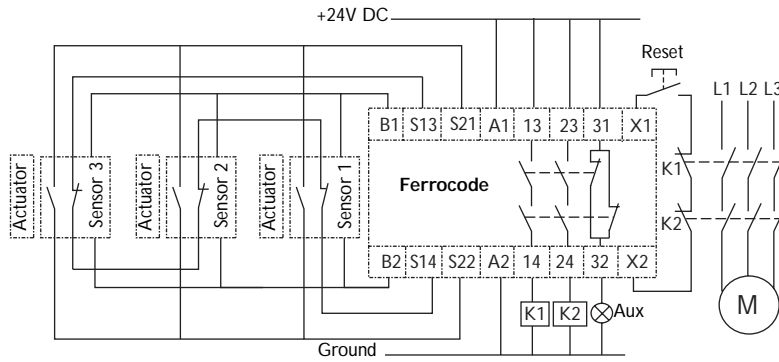 +24V DC
Reset
L1 L2 L3
B1 S13 S21 A1 13 23 31 X1
Actuator
Sensor 3
Actuator
Sensor 2
Actuator
Sensor 1
Ferrocode
K1
K2
B2 S14 S22 A2 14 24 32 X2
K1 K2 Aux
M
Ground